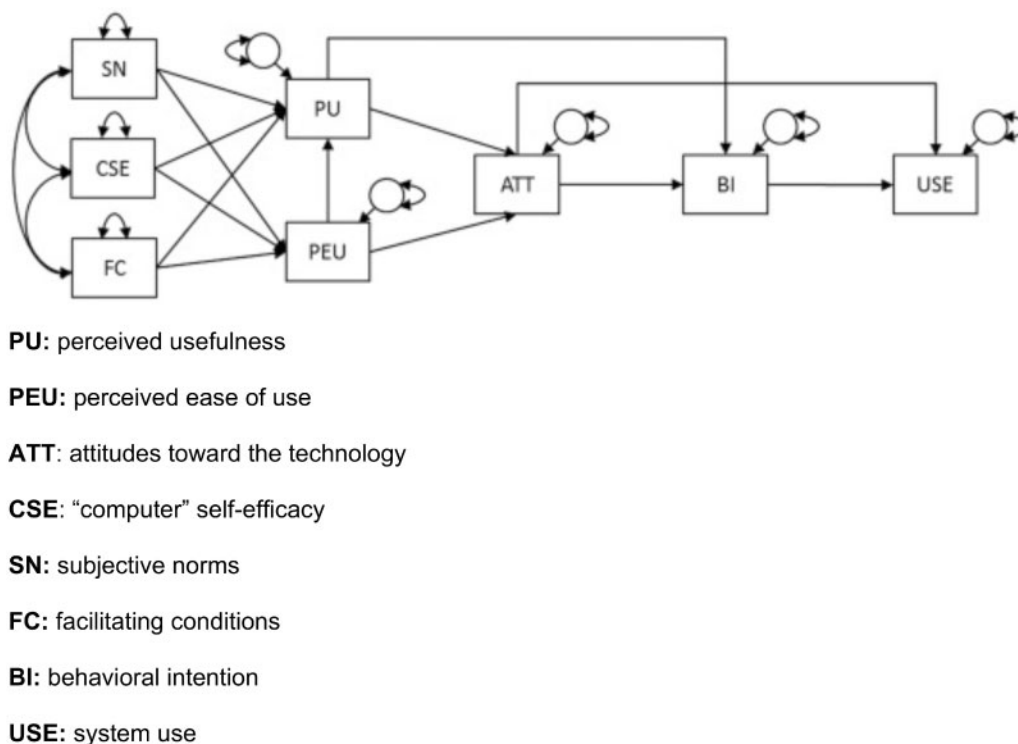 SN
PU
CSE
ATT
BI
USE
FC
PEU
PU: perceived usefulness
PEU: perceived ease of use
ATT: attitudes toward the technology
CSE: “computer” self-efficacy
SN: subjective norms
FC: facilitating conditions
BI: behavioral intention
USE: system use